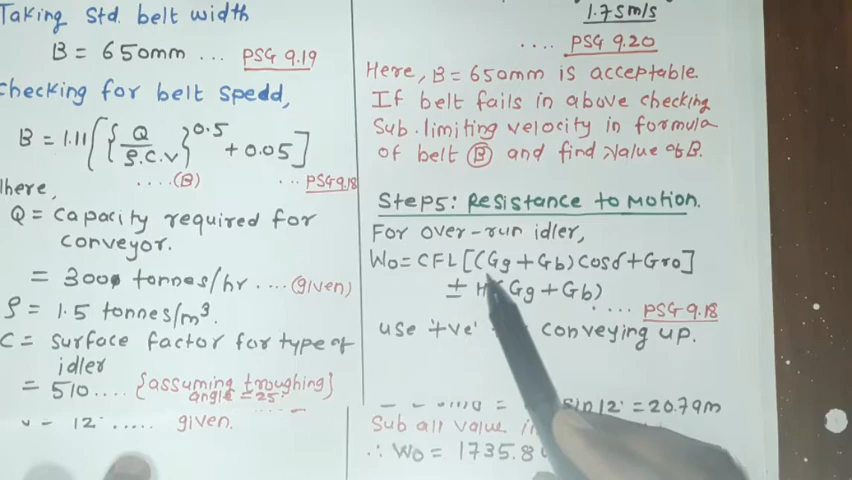 Taking Std. belt width
B = 650mm ... PSG 9.19
checking for belt spedd,
B = 1.11 [ { Q / ρ.C.V } 0.5 + 0.05 ]
....(B) ... PSG 9.18
Q = capacity required for
conveyor.
= 300 tonnes/hr .... (given)
ρ = 1.5 tonnes/m³
C = surface factor for type of
idler
= 510 .... {assuming troughing
angle = 25°
= 12° ..... given.
1.75m/s
.... PSG 9.20
Here, B = 650mm is acceptable.
If belt fails in above checking
Sub. limiting velocity in formula
of belt (B) and find value of B.
Step5: Resistance to Motion.
For over-run idler,
Wo = CFL[(Gg + Gb) cosδ + Gro]
± H(Gg + Gb)
.... PSG 9.18
use '+ve' conveying up.
sin 12° = 20.79m
Sub all value in
∴ Wo = 1735.8